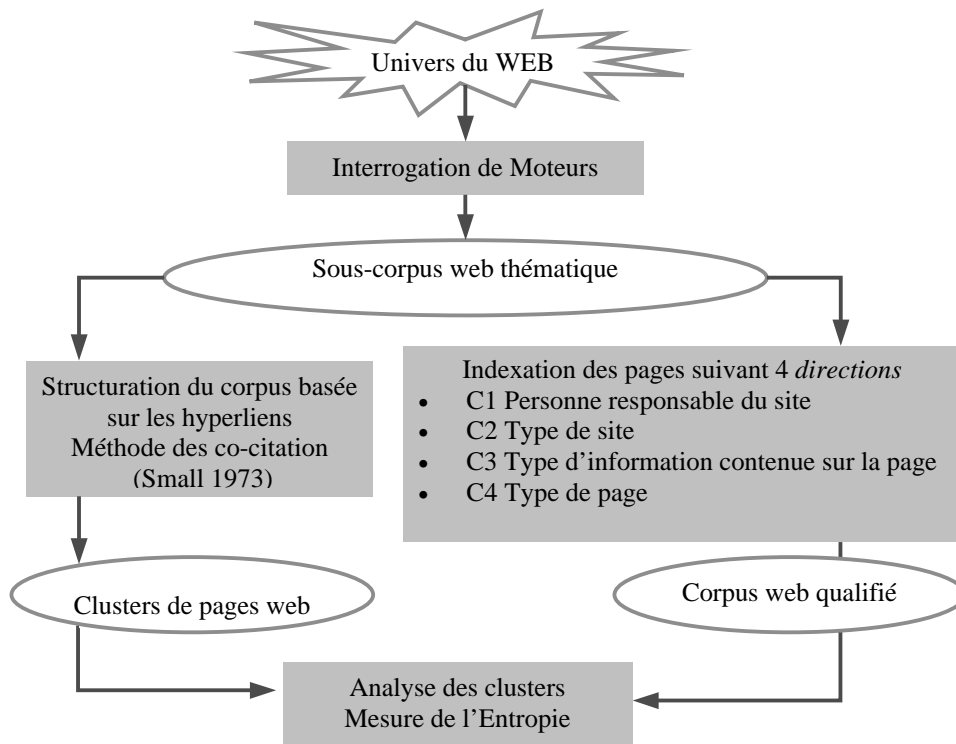 Univers du WEB
Interrogation de Moteurs
Sous-corpus web thématique
Structuration du corpus basée
sur les hyperliens
Méthode des co-citation
(Small 1973)
Indexation des pages suivant 4 directions
• C1 Personne responsable du site
• C2 Type de site
• C3 Type d’information contenue sur la page
• C4 Type de page
Clusters de pages web
Corpus web qualifié
Analyse des clusters
Mesure de l’Entropie